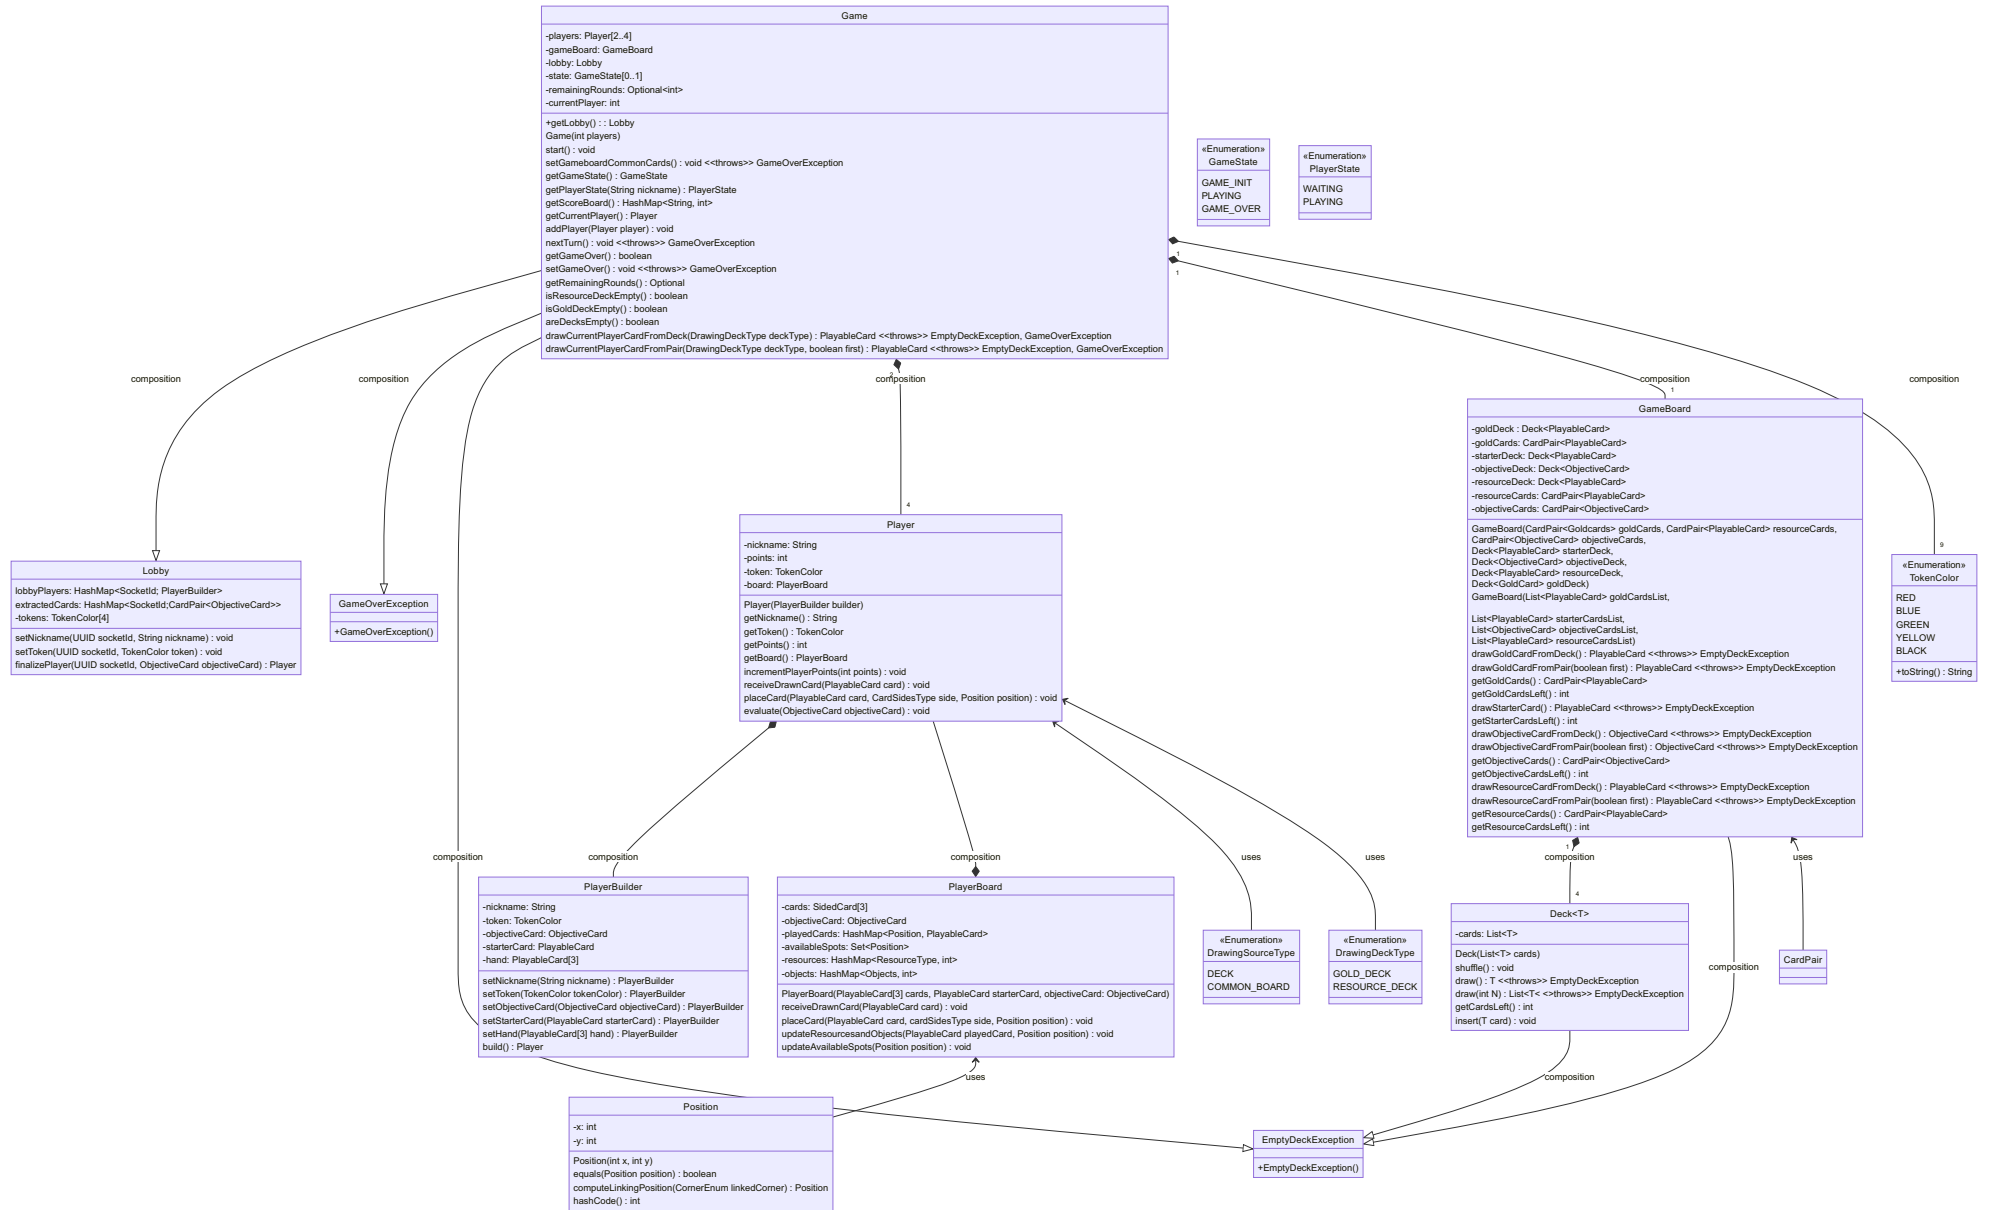 Game
-players: Player[2..4]
-gameBoard: GameBoard
-lobby: Lobby
-state: GameState[0..1]
-remainingRounds: Optional<int>
-currentPlayer: int
+getLobby() : : Lobby
Game(int players)
start() : void
setGameboardCommonCards() : void <<throws>> GameOverException
getGameState() : GameState
getPlayerState(String nickname) : PlayerState
getScoreBoard() : HashMap<String, int>
getCurrentPlayer() : Player
addPlayer(Player player) : void
nextTurn() : void <<throws>> GameOverException
getGameOver() : boolean
setGameOver() : void <<throws>> GameOverException
getRemainingRounds() : Optional
isResourceDeckEmpty() : boolean
isGoldDeckEmpty() : boolean
areDecksEmpty() : boolean
drawCurrentPlayerCardFromDeck(DrawingDeckType deckType) : PlayableCard <<throws>> EmptyDeckException, GameOverException
drawCurrentPlayerCardFromPair(DrawingDeckType deckType, boolean first) : PlayableCard <<throws>> EmptyDeckException, GameOverException
«Enumeration»
GameState
GAME_INIT
PLAYING
GAME_OVER
«Enumeration»
PlayerState
WAITING
PLAYING
1
1
composition
composition
2
composition
composition
1
composition
GameBoard
-goldDeck : Deck<PlayableCard>
-goldCards: CardPair<PlayableCard>
-starterDeck: Deck<PlayableCard>
-objectiveDeck: Deck<ObjectiveCard>
-resourceDeck: Deck<PlayableCard>
-resourceCards: CardPair<PlayableCard>
-objectiveCards: CardPair<ObjectiveCard>
GameBoard(CardPair<Goldcards> goldCards, CardPair<PlayableCard> resourceCards,
CardPair<ObjectiveCard> objectiveCards,
Deck<PlayableCard> starterDeck,
Deck<ObjectiveCard> objectiveDeck,
Deck<PlayableCard> resourceDeck,
Deck<GoldCard> goldDeck)
GameBoard(List<PlayableCard> goldCardsList,
List<PlayableCard> starterCardsList,
List<ObjectiveCard> objectiveCardsList,
List<PlayableCard> resourceCardsList)
drawGoldCardFromDeck() : PlayableCard <<throws>> EmptyDeckException
drawGoldCardFromPair(boolean first) : PlayableCard <<throws>> EmptyDeckException
getGoldCards() : CardPair<PlayableCard>
getGoldCardsLeft() : int
drawStarterCard() : PlayableCard <<throws>> EmptyDeckException
getStarterCardsLeft() : int
drawObjectiveCardFromDeck() : ObjectiveCard <<throws>> EmptyDeckException
drawObjectiveCardFromPair(boolean first) : ObjectiveCard <<throws>> EmptyDeckException
getObjectiveCards() : CardPair<ObjectiveCard>
getObjectiveCardsLeft() : int
drawResourceCardFromDeck() : PlayableCard <<throws>> EmptyDeckException
drawResourceCardFromPair(boolean first) : PlayableCard <<throws>> EmptyDeckException
getResourceCards() : CardPair<PlayableCard>
getResourceCardsLeft() : int
4
9
Player
-nickname: String
-points: int
-token: TokenColor
-board: PlayerBoard
Player(PlayerBuilder builder)
getNickname() : String
getToken() : TokenColor
getPoints() : int
getBoard() : PlayerBoard
incrementPlayerPoints(int points) : void
receiveDrawnCard(PlayableCard card) : void
placeCard(PlayableCard card, CardSidesType side, Position position) : void
evaluate(ObjectiveCard objectiveCard) : void
Lobby
lobbyPlayers: HashMap<SocketId; PlayerBuilder>
extractedCards: HashMap<SocketId;CardPair<ObjectiveCard>>
-tokens: TokenColor[4]
setNickname(UUID socketId, String nickname) : void
setToken(UUID socketId, TokenColor token) : void
finalizePlayer(UUID socketId, ObjectiveCard objectiveCard) : Player
GameOverException
+GameOverException()
«Enumeration»
TokenColor
RED
BLUE
GREEN
YELLOW
BLACK
+toString() : String
composition
composition
composition
uses
uses
1
composition
uses
4
composition
PlayerBuilder
-nickname: String
-token: TokenColor
-objectiveCard: ObjectiveCard
-starterCard: PlayableCard
-hand: PlayableCard[3]
setNickname(String nickname) : PlayerBuilder
setToken(TokenColor tokenColor) : PlayerBuilder
setObjectiveCard(ObjectiveCard objectiveCard) : PlayerBuilder
setStarterCard(PlayableCard starterCard) : PlayerBuilder
setHand(PlayableCard[3] hand) : PlayerBuilder
build() : Player
PlayerBoard
-cards: SidedCard[3]
-objectiveCard: ObjectiveCard
-playedCards: HashMap<Position, PlayableCard>
-availableSpots: Set<Position>
-resources: HashMap<ResourceType, int>
-objects: HashMap<Objects, int>
PlayerBoard(PlayableCard[3] cards, PlayableCard starterCard, objectiveCard: ObjectiveCard)
receiveDrawnCard(PlayableCard card) : void
placeCard(PlayableCard card, cardSidesType side, Position position) : void
updateResourcesandObjects(PlayableCard playedCard, Position position) : void
updateAvailableSpots(Position position) : void
«Enumeration»
DrawingSourceType
DECK
COMMON_BOARD
«Enumeration»
DrawingDeckType
GOLD_DECK
RESOURCE_DECK
Deck<T>
-cards: List<T>
Deck(List<T> cards)
shuffle() : void
draw() : T <<throws>> EmptyDeckException
draw(int N) : List<T< <>throws>> EmptyDeckException
getCardsLeft() : int
insert(T card) : void
CardPair
uses
composition
Position
-x: int
-y: int
Position(int x, int y)
equals(Position position) : boolean
computeLinkingPosition(CornerEnum linkedCorner) : Position
hashCode() : int
EmptyDeckException
+EmptyDeckException()